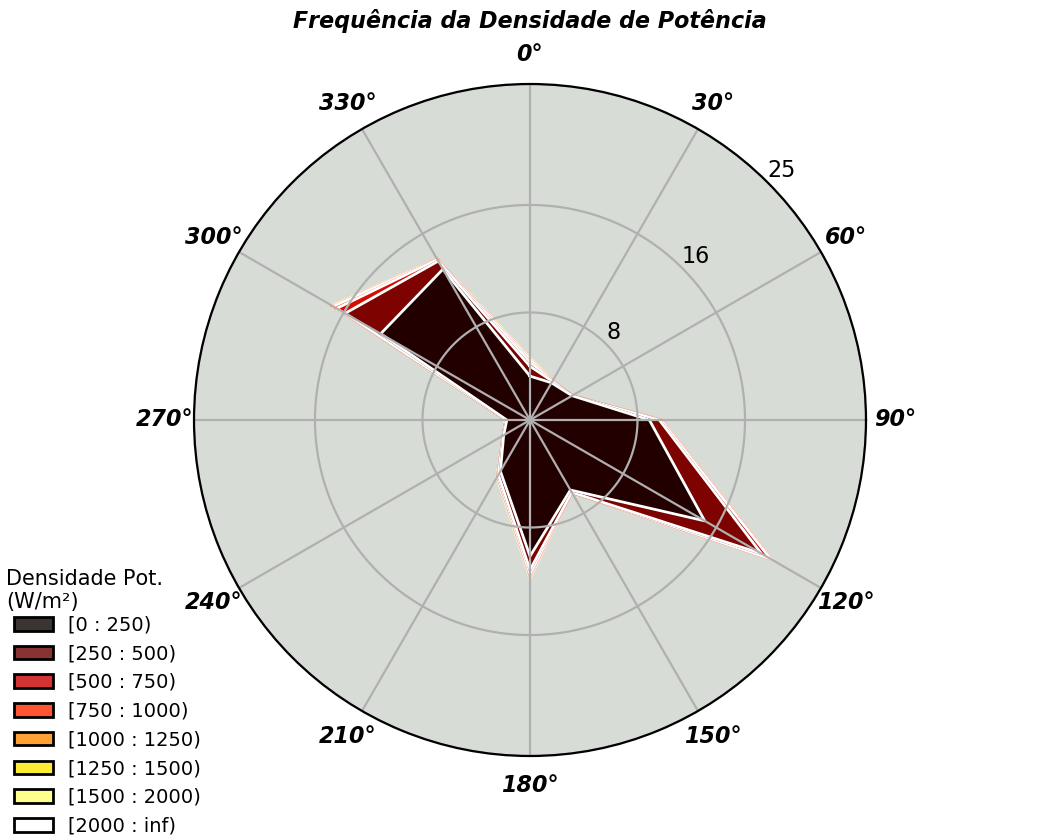 Frequência da Densidade de Potência
0°
330°
30°
25
300°
60°
16
8
270°
90°
240°
120°
210°
150°
180°
Densidade Pot.
(W/m²)
[0 : 250)
[250 : 500)
[500 : 750)
[750 : 1000)
[1000 : 1250)
[1250 : 1500)
[1500 : 2000)
[2000 : inf)